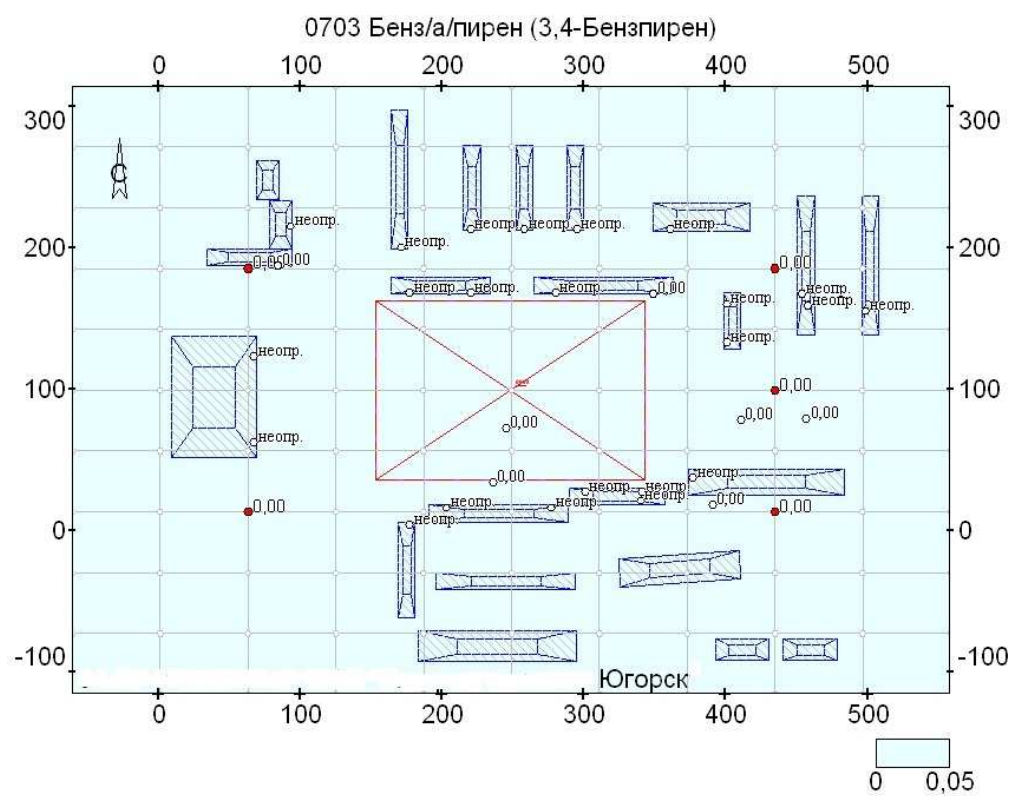 0703 Бенз/а/пирен (3,4-Бензпирен)
0 100 200 300 400 500
300 300
С
неопр.
неопр. неопр. неопр. неопр.
неопр.
200 200
0,00 0,00
0,00
неопр. неопр. неопр. 0,00
неопр. неопр.
неопр. неопр.
неопр.
неопр.
100 0,00 100
0,00 0,00
0,00
неопр.
0,00
неопр.
неопр. неопр.
неопр.
неопр. неопр. 0,00
0,00 0,00
неопр.
0 0
-100 -100
Югорск
0 100 200 300 400 500
0 0,05